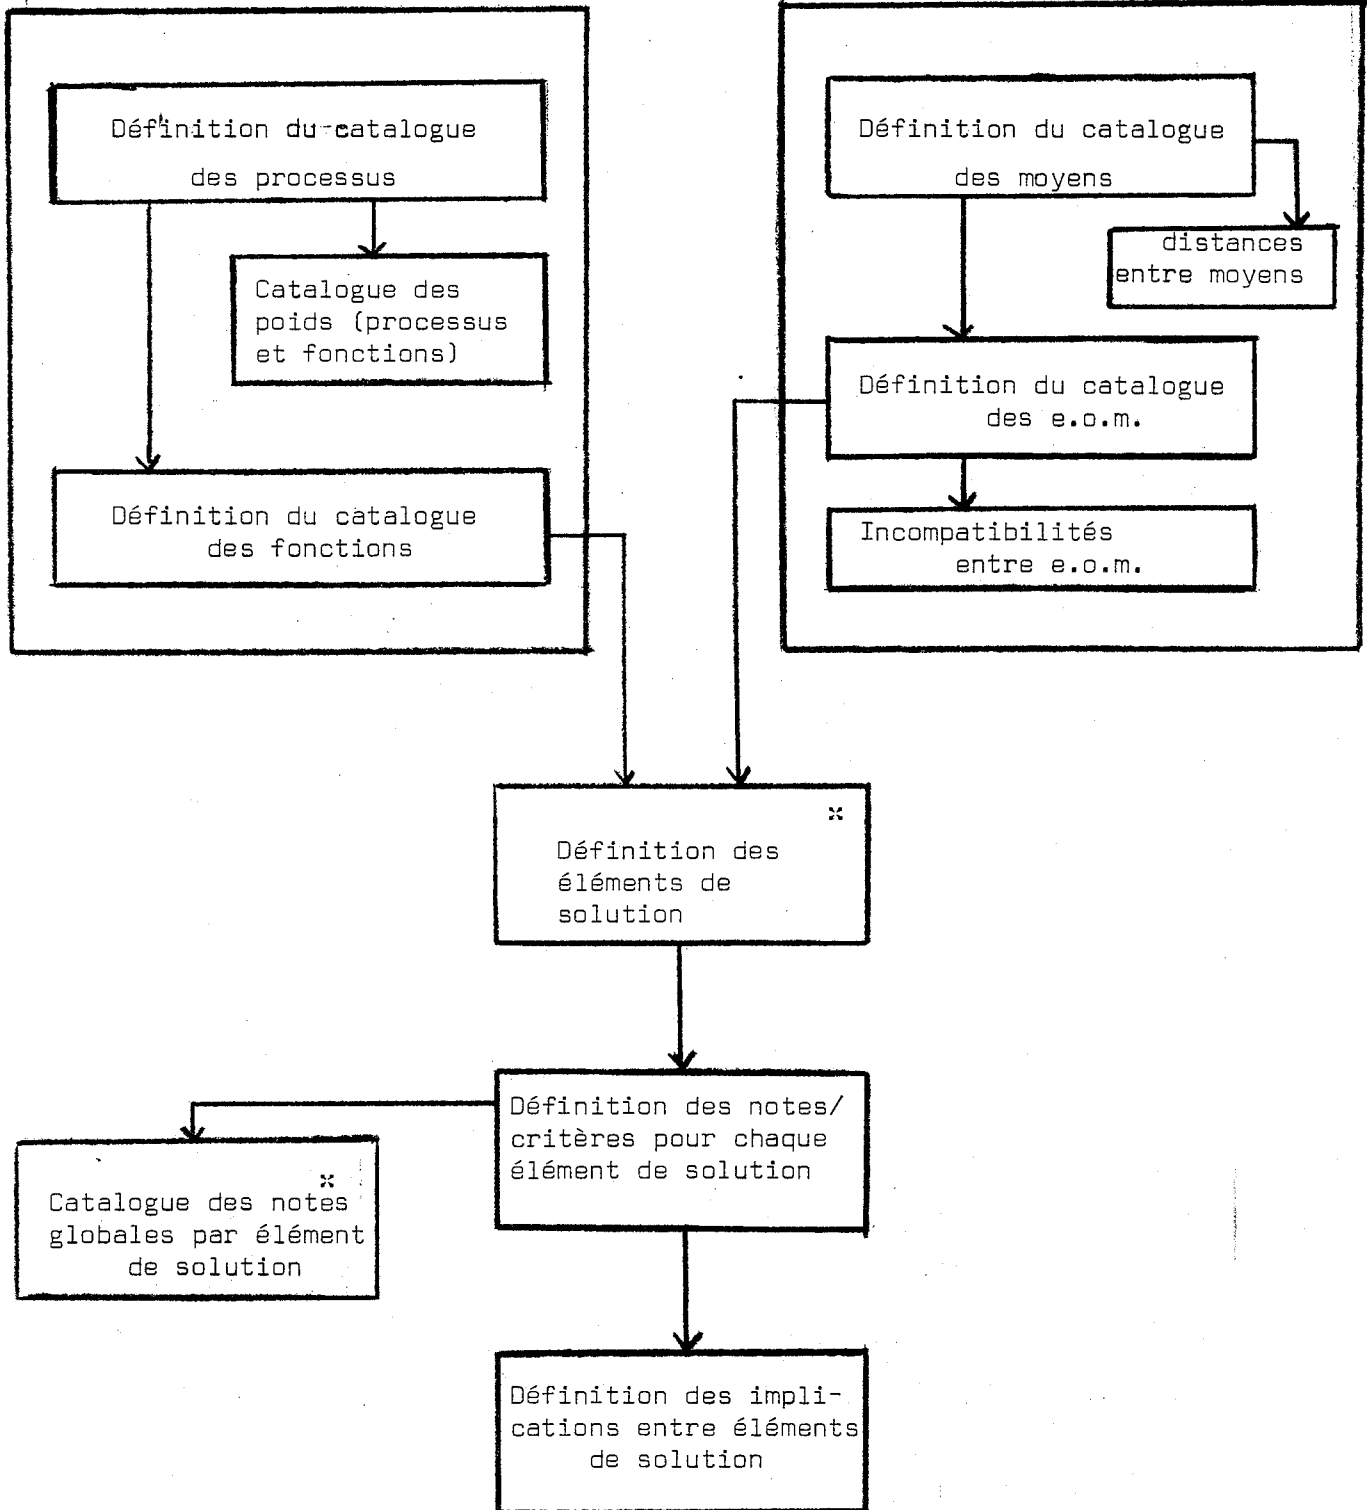 Définition du catalogue
des processus
Catalogue des
poids (processus
et fonctions)
Définition du catalogue
des fonctions
Définition du catalogue
des moyens
distances
entre moyens
Définition du catalogue
des e.o.m.
Incompatibilités
entre e.o.m.
Définition des
éléments de
solution
Définition des notes/
critères pour chaque
élément de solution
Catalogue des notes
globales par élément
de solution
Définition des impli-
cations entre éléments
de solution